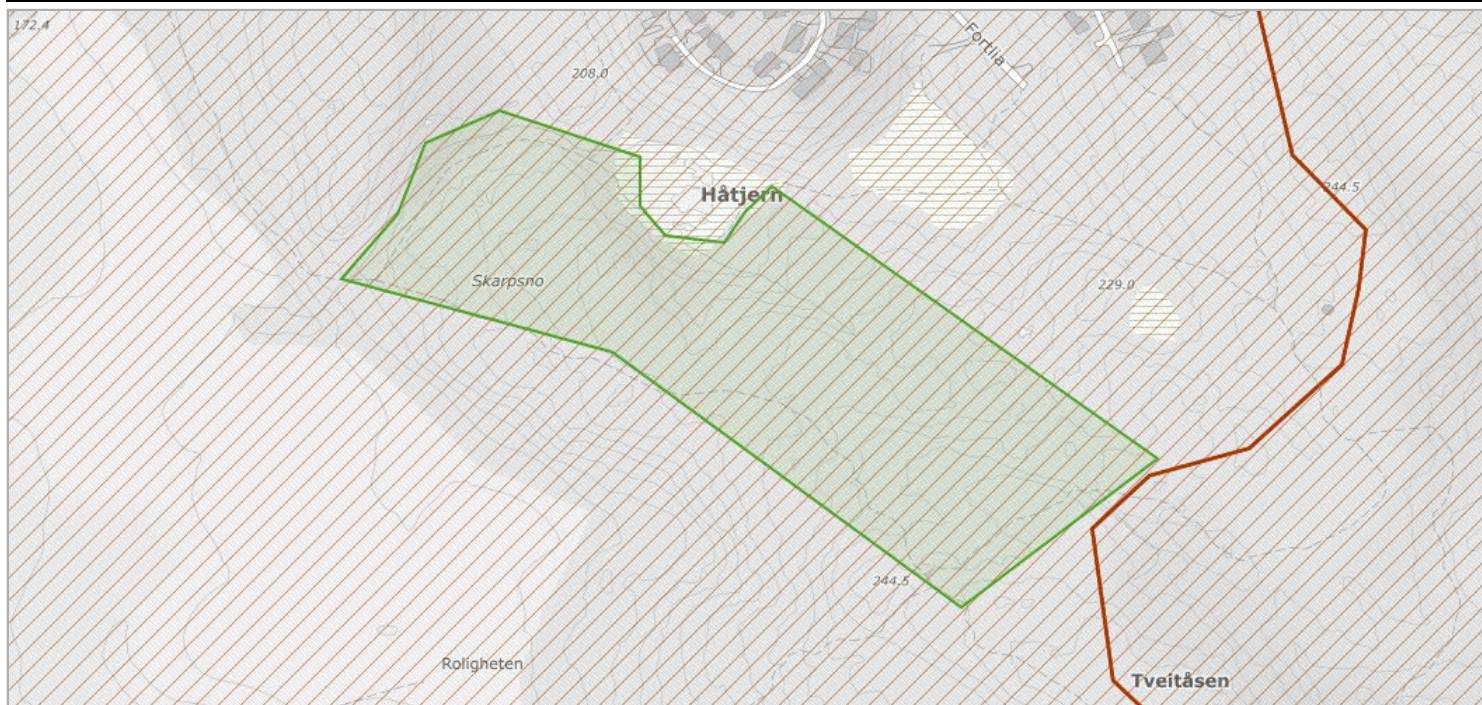 172.4
Fortlia
208.0
244.5
Håtjern
Skarpsno
229.0
244.5
Roligheten
Tveitåsen